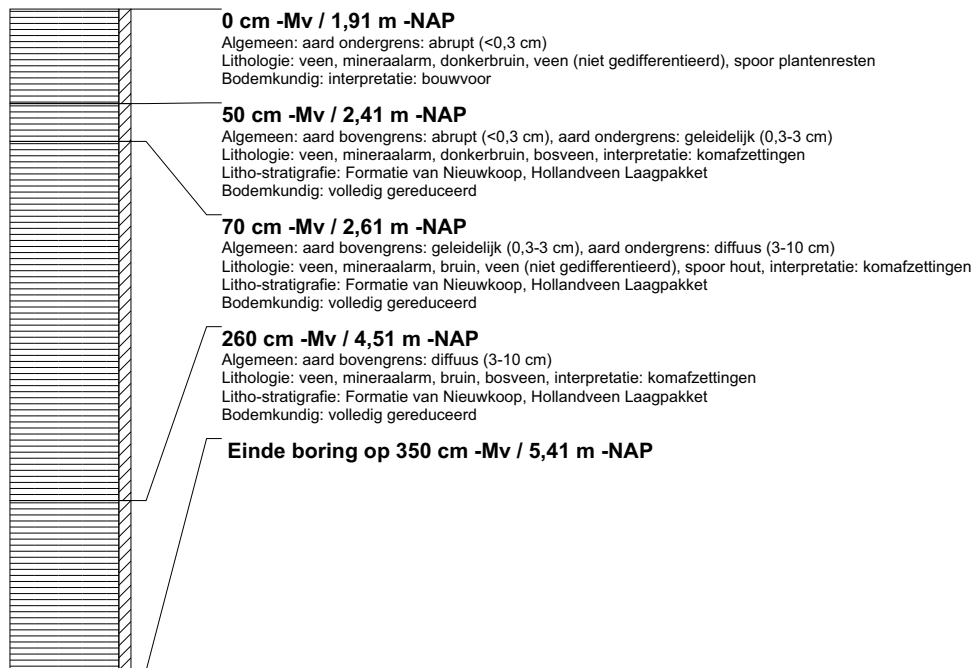 0 cm -Mv / 1,91 m -NAP
Algemeen: aard ondergrens: abrupt (<0,3 cm)
Lithologie: veen, mineraalarm, donkerbruin, veen (niet gedifferentieerd), spoor plantenresten
Bodemkundig: interpretatie: bouwvoor
50 cm -Mv / 2,41 m -NAP
Algemeen: aard bovengrens: abrupt (<0,3 cm), aard ondergrens: geleidelijk (0,3-3 cm)
Lithologie: veen, mineraalarm, donkerbruin, bosveen, interpretatie: komafzettingen
Litho-stratigrafie: Formatie van Nieuwkoop, Hollandveen Laagpakket
Bodemkundig: volledig gereduceerd
70 cm -Mv / 2,61 m -NAP
Algemeen: aard bovengrens: geleidelijk (0,3-3 cm), aard ondergrens: diffuus (3-10 cm)
Lithologie: veen, mineraalarm, bruin, veen (niet gedifferentieerd), spoor hout, interpretatie: komafzettingen
Litho-stratigrafie: Formatie van Nieuwkoop, Hollandveen Laagpakket
Bodemkundig: volledig gereduceerd
260 cm -Mv / 4,51 m -NAP
Algemeen: aard bovengrens: diffuus (3-10 cm)
Lithologie: veen, mineraalarm, bruin, bosveen, interpretatie: komafzettingen
Litho-stratigrafie: Formatie van Nieuwkoop, Hollandveen Laagpakket
Bodemkundig: volledig gereduceerd
Einde boring op 350 cm -Mv / 5,41 m -NAP